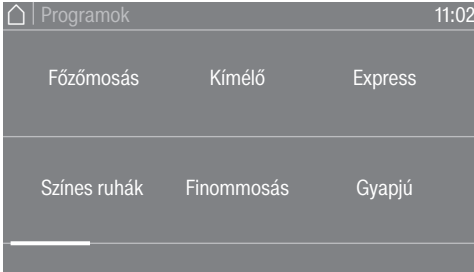 Programok 11:02
Főzőmosás Kímélő Express
Színes ruhák Finommosás Gyapjú